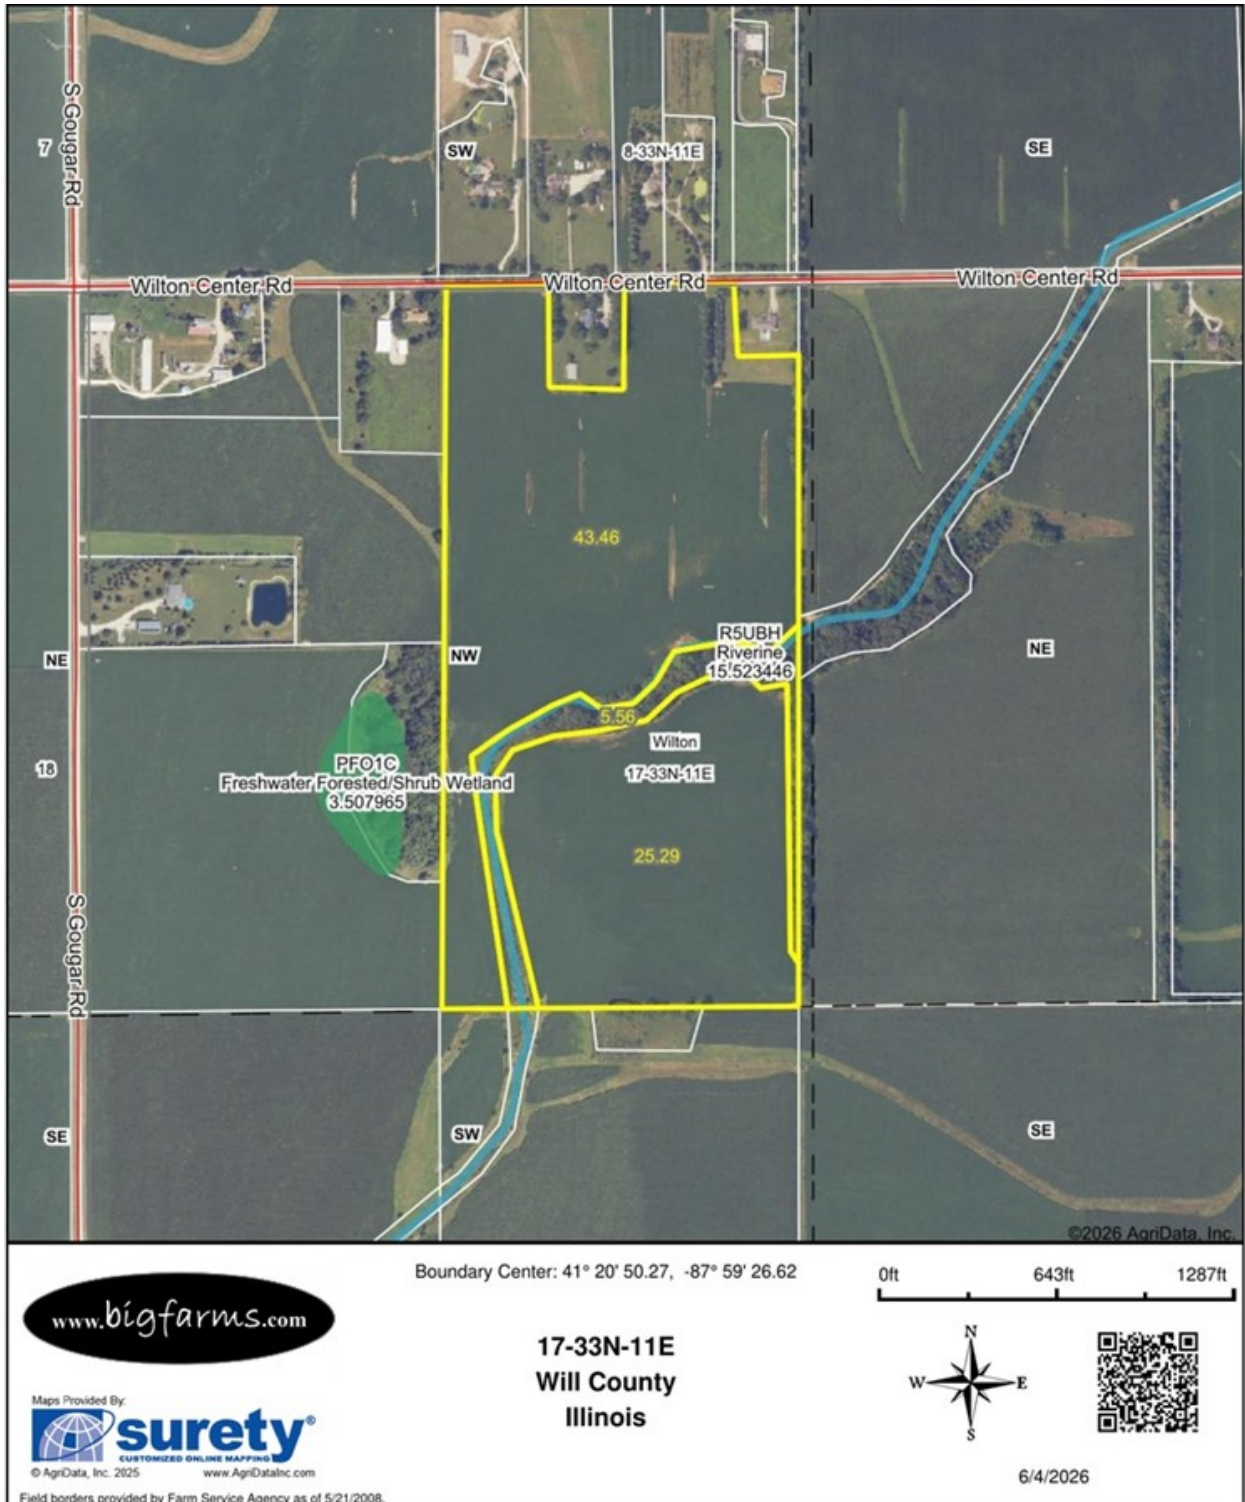 S Gougar Rd
7
SW
8-33N-11E
SE
Wilton Center Rd
Wilton Center Rd
Wilton Center Rd
43.46
R5UBH
Riverine
15.523446
NE
NW
NE
5.56
Wilton
17-33N-11E
18
PFO1C
Freshwater Forested/Shrub Wetland
3.507965
25.29
S Gougar Rd
SE
SW
SE
©2026 AgriData, Inc.
Boundary Center: 41° 20' 50.27, -87° 59' 26.62
0ft 643ft 1287ft
www.bigfarms.com
17-33N-11E
Will County
Illinois
N
W E
S
Maps Provided By:
surety®
CUSTOMIZED ONLINE MAPPING
© AgriData, Inc. 2025 www.AgriDataInc.com
6/4/2026
Field borders provided by Farm Service Agency as of 5/21/2008.